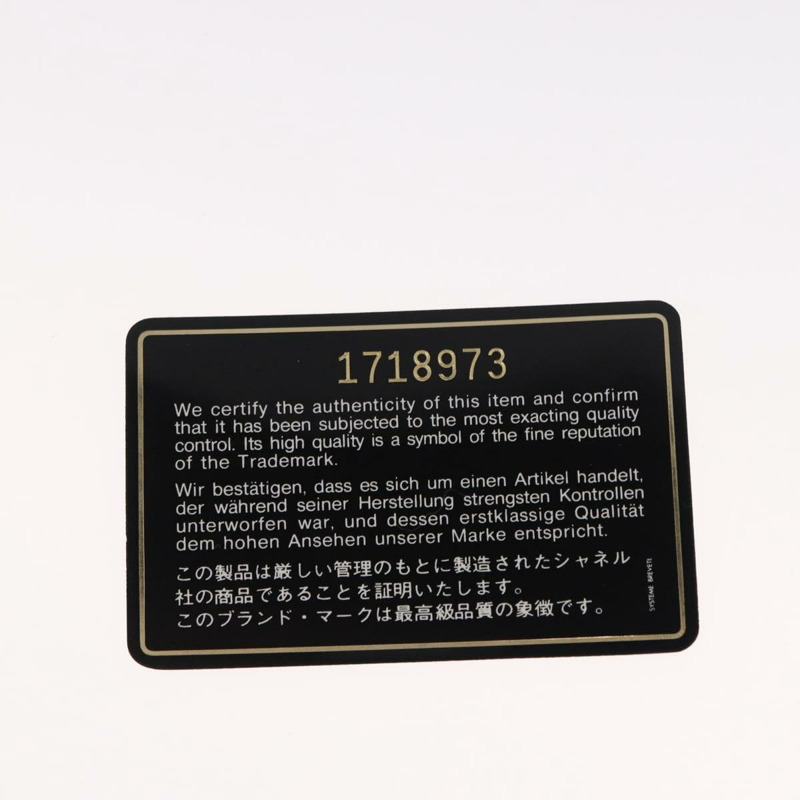 1718973
We certify the authenticity of this item and confirm
that it has been subjected to the most exacting quality
control. Its high quality is a symbol of the fine reputation
of the Trademark.
Wir bestätigen, dass es sich um einen Artikel handelt,
der während seiner Herstellung strengsten Kontrollen
unterworfen war, und dessen erstklassige Qualität
dem hohen Ansehen unserer Marke entspricht.
この製品は厳しい管理のもとに製造されたシャネル
社の商品であることを証明いたします。
このブランド・マークは最高級品質の象徴です。
SYSTEME BREVETE